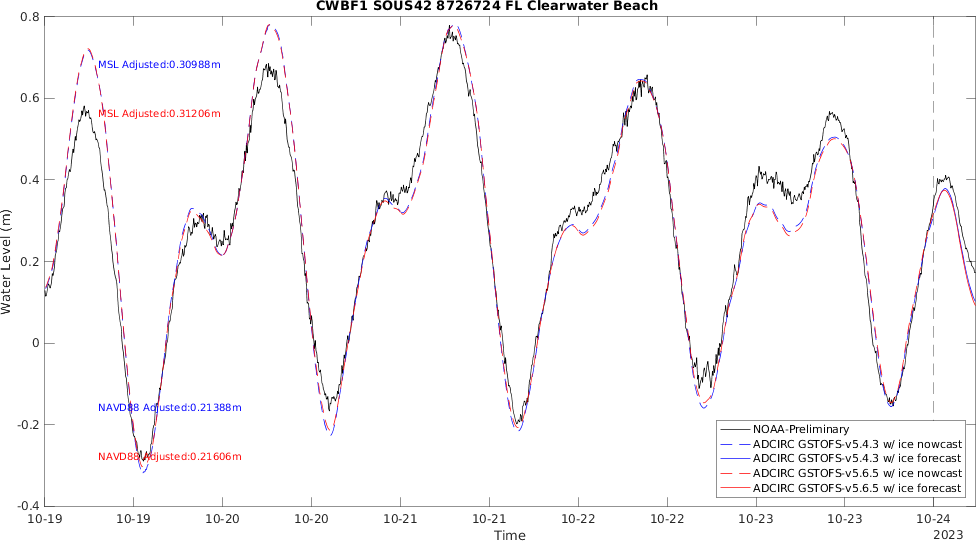 CWBF1 SOUS42 8726724 FL Clearwater Beach
0.8
0.6
0.4
0.2
0
-0.2
-0.4
Water Level (m)
MSL Adjusted:0.30988m
MSL Adjusted:0.31206m
NAVD88 Adjusted:0.21388m
NAVD88 Adjusted:0.21606m
NOAA-Preliminary
ADCIRC GSTOFS-v5.4.3 w/ ice nowcast
ADCIRC GSTOFS-v5.4.3 w/ ice forecast
ADCIRC GSTOFS-v5.6.5 w/ ice nowcast
ADCIRC GSTOFS-v5.6.5 w/ ice forecast
10-19 10-19 10-20 10-20 10-21 10-21 10-22 10-22 10-23 10-23 10-24
Time
2023